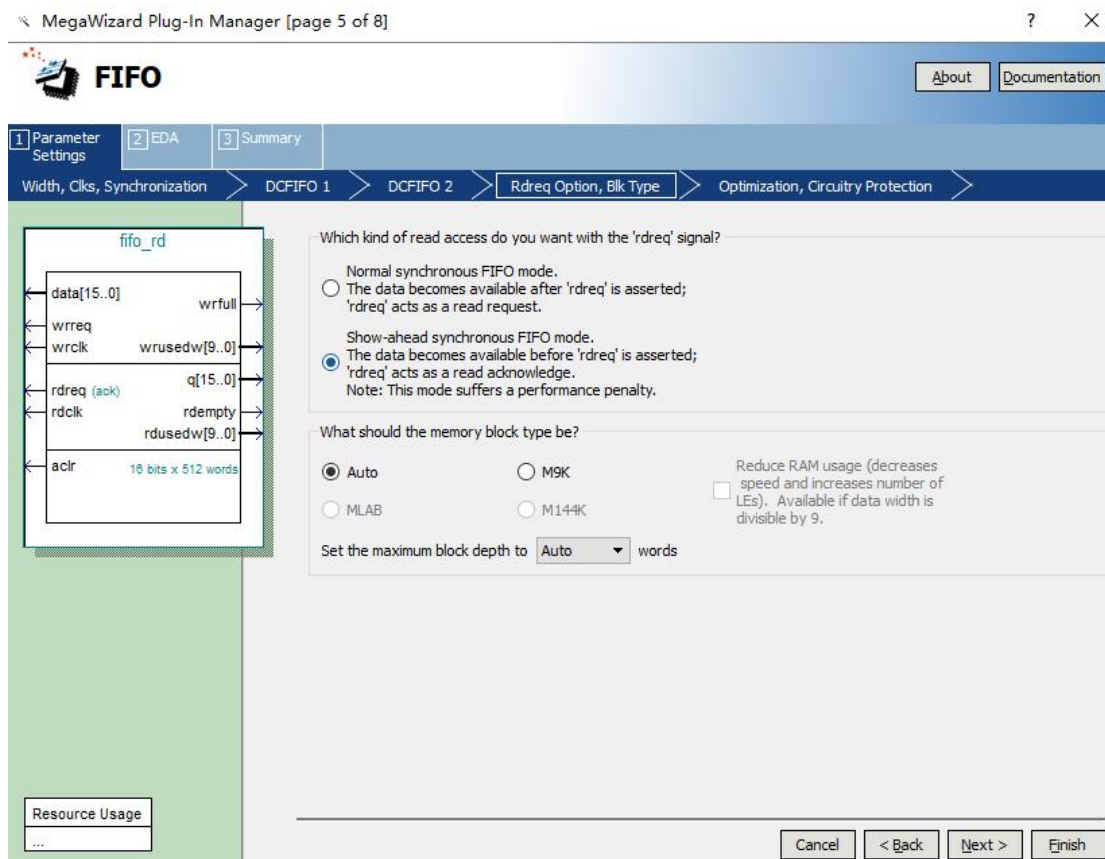 MegaWizard Plug-In Manager [page 5 of 8]
?
FIFO
About
Documentation
1 Parameter Settings
2 EDA
3 Summary
Width, Clks, Synchronization
DCFIFO 1
DCFIFO 2
Rdreq Option, Blk Type
Optimization, Circuitry Protection
fifo_rd
data[15..0]
wrfull
wrreq
wrclk
wrusedw[9..0]
q[15..0]
rdreq (ack)
rdclk
rdempty
rdusedw[9..0]
aclr
16 bits x 512 words
Which kind of read access do you want with the 'rdreq' signal?
Normal synchronous FIFO mode.
The data becomes available after 'rdreq' is asserted;
'rdreq' acts as a read request.
Show-ahead synchronous FIFO mode.
The data becomes available before 'rdreq' is asserted;
'rdreq' acts as a read acknowledge.
Note: This mode suffers a performance penalty.
What should the memory block type be?
Auto
M9K
MLAB
M144K
Reduce RAM usage (decreases
speed and increases number of
LEs). Available if data width is
divisible by 9.
Set the maximum block depth to Auto words
Resource Usage
...
Cancel
< Back
Next >
Finish